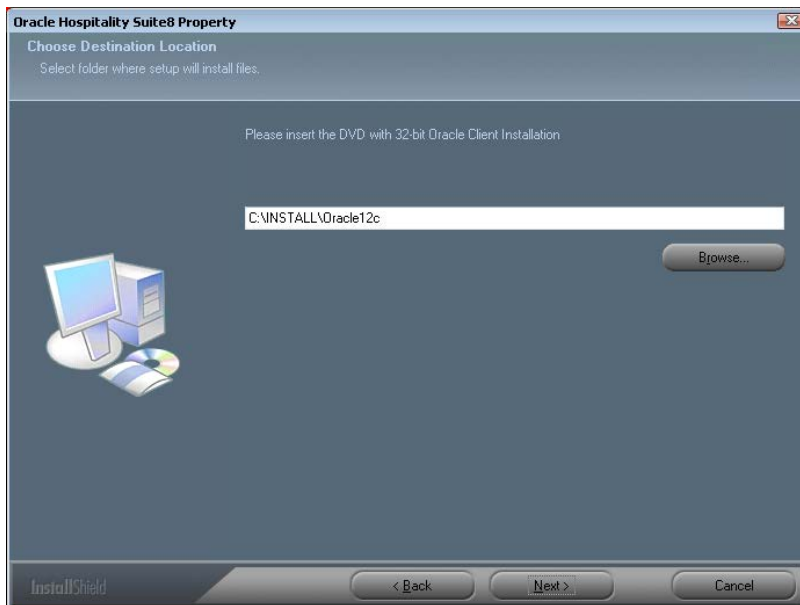 Oracle Hospitality Suite8 Property
Choose Destination Location
Select folder where setup will install files.
Please insert the DVD with 32-bit Oracle Client Installation
C:\INSTALL\Oracle12c
Browse...
InstallShield
< Back
Next >
Cancel